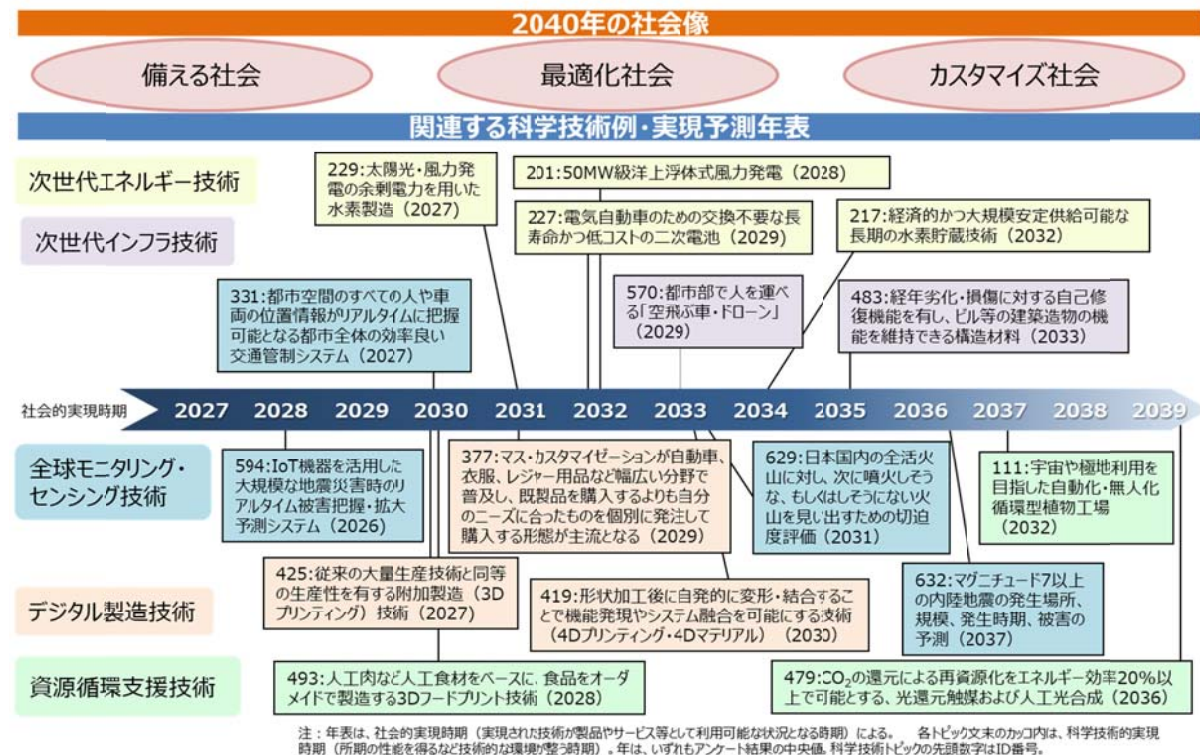 2040年の社会像
備える社会
最適化社会
カスタマイズ社会
関連する科学技術例・実現予測年表
次世代エネルギー技術
次世代インフラ技術
229:太陽光・風力発
電の余剰電力を用いた
水素製造（2027）
201:50MW級洋上浮体式風力発電（2028）
227:電気自動車のための交換不要な長
寿命かつ低コストの二次電池（2029）
217:経済的かつ大規模安定供給可能な
長期の水素貯蔵技術（2032）
331:都市空間のすべての人や車
両の位置情報がリアルタイムに把握
可能となる都市全体の効率良い
交通管制システム（2027）
570:都市部で人を運べ
る「空飛ぶ車・ドローン」
（2029）
483:経年劣化・損傷に対する自己修
復機能を有し、ビル等の建築造物の機
能を維持できる構造材料（2033）
社会的実現時期 2027 2028 2029 2030 2031 2032 2033 2034 2035 2036 2037 2038 2039
全球モニタリング・
センシング技術
594:IoT機器を活用した
大規模な地震災害時のリ
アルタイム被害把握・拡大
予測システム（2026）
377:マス・カスタマイゼーションが自動車、
衣服、レジャー用品など幅広い分野で
普及し、既製品を購入するよりも自分
のニーズに合ったものを個別に発注して
購入する形態が主流となる（2029）
629:日本国内の全活火
山に対し、次に噴火しそう
な、もしくはしそうにない火
山を見い出すための切迫
度評価（2031）
111:宇宙や極地利用を
目指した自動化・無人化
循環型植物工場
（2032）
デジタル製造技術
425:従来の大量生産技術と同等
の生産性を有する附加製造（3D
プリンティング）技術（2027）
419:形状加工後に自発的に変形・結合するこ
とで機能発現やシステム融合を可能にする技術
（4Dプリンティング・4Dマテリアル）（2030）
632:マグニチュード7以上
の内陸地震の発生場所、
規模、発生時期、被害の
予測（2037）
資源循環支援技術
493:人工肉など人工食材をベースに、食品をオーダ
メイドで製造する3Dフードプリント技術（2028）
479:CO₂の還元による再資源化をエネルギー効率20%以
上で可能とする、光還元触媒および人工光合成（2036）
注：年表は、社会的実現時期（実現された技術が製品やサービス等として利用可能な状況となる時期）による。　各トピック文末のカッコ内は、科学技術的実現
時期（所期の性能を得るなど技術的な環境が整う時期）。年は、いずれもアンケート結果の中央値。科学技術トピックの先頭数字はID番号。